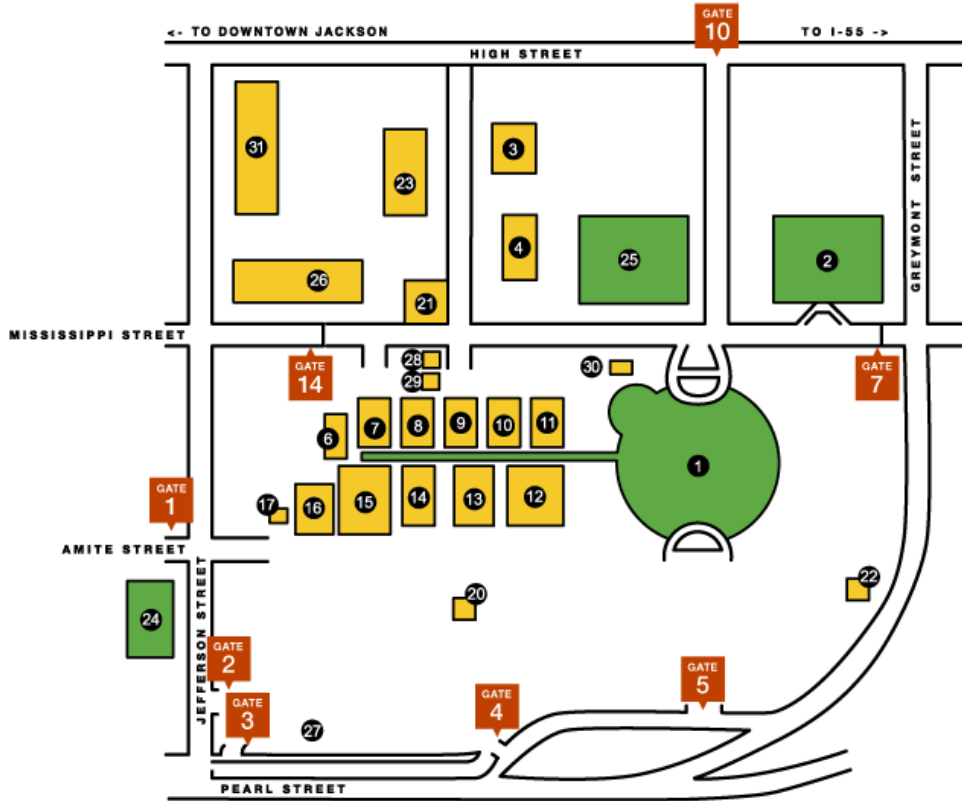 <- TO DOWNTOWN JACKSON
GATE
10
TO I-55 ->
HIGH STREET
GREYMONT STREET
31
23
3
4
25
2
26
21
MISSISSIPPI STREET
GATE
14
28
29
30
GATE
7
6
7
8
9
10
11
1
GATE
1
17
16
15
14
13
12
AMITE STREET
JEFFERSON STREET
24
20
22
GATE
2
GATE
3
27
GATE
4
GATE
5
PEARL STREET